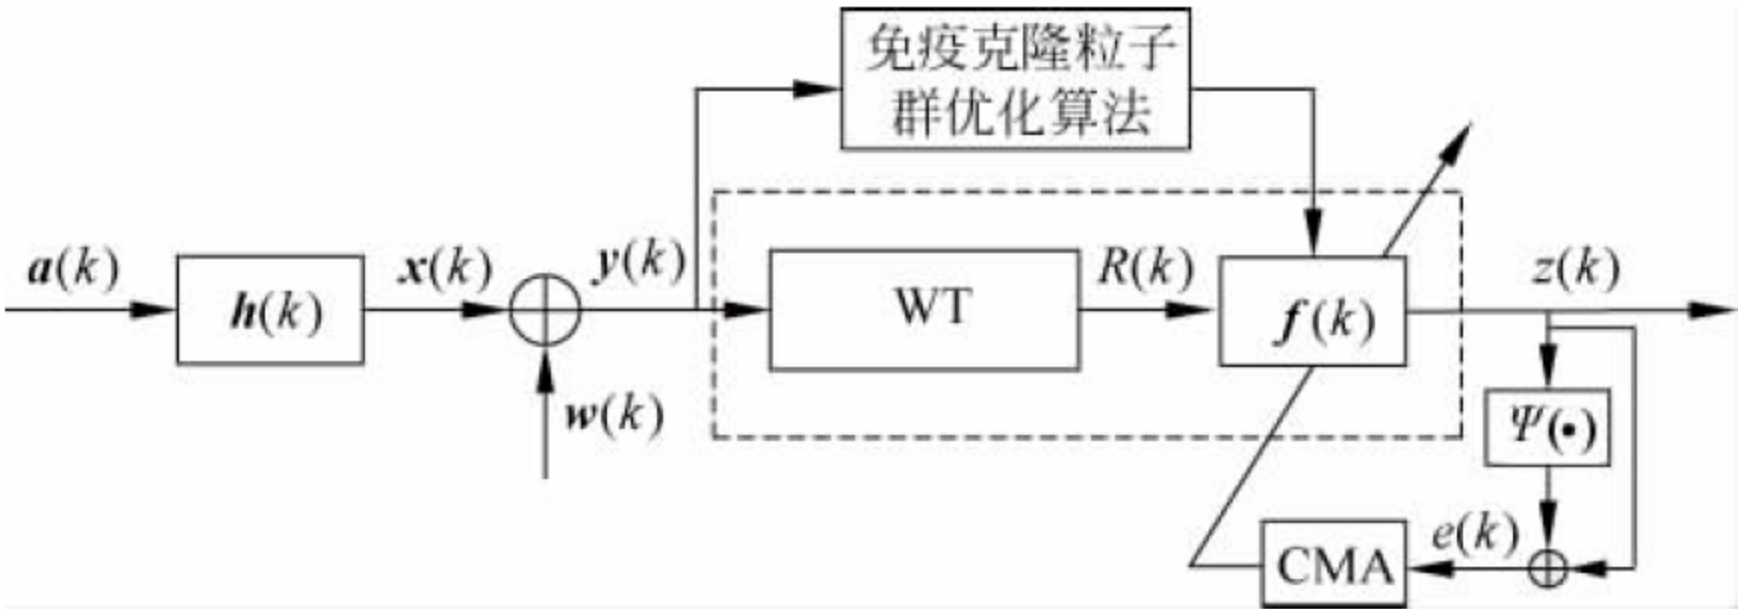 免疫克隆粒子
群优化算法
a(k)
h(k)
x(k)
y(k)
w(k)
WT
R(k)
f(k)
z(k)
Ψ(•)
e(k)
CMA